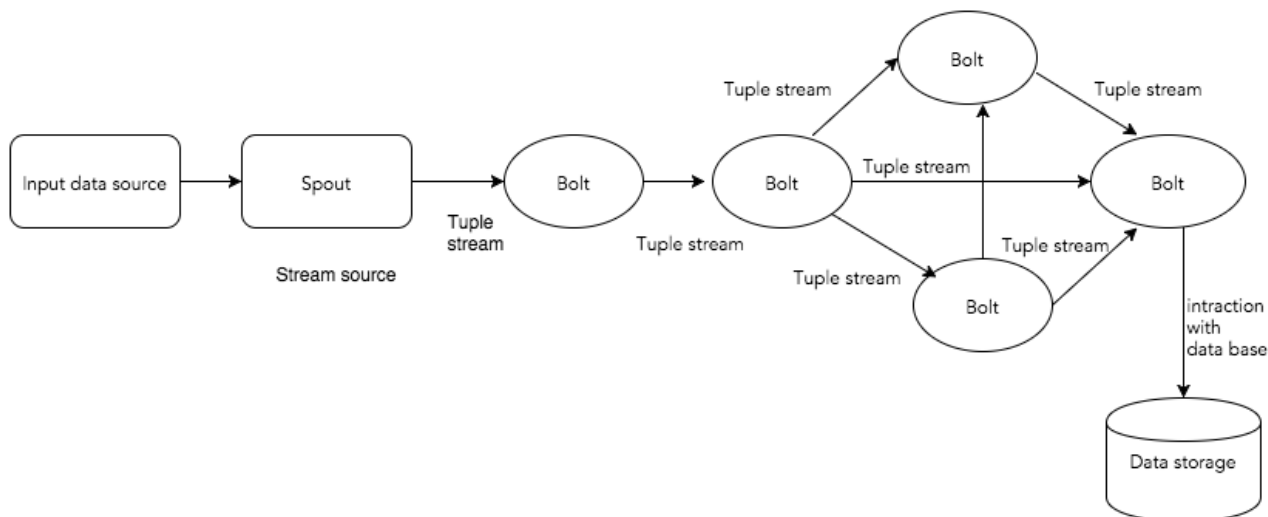 Bolt
Tuple stream
Tuple stream
Input data source
Spout
Bolt
Bolt
Tuple stream
Bolt
Tuple
stream
Tuple stream
Tuple stream
Stream source
Tuple stream
Bolt
intraction
with
data base
Data storage